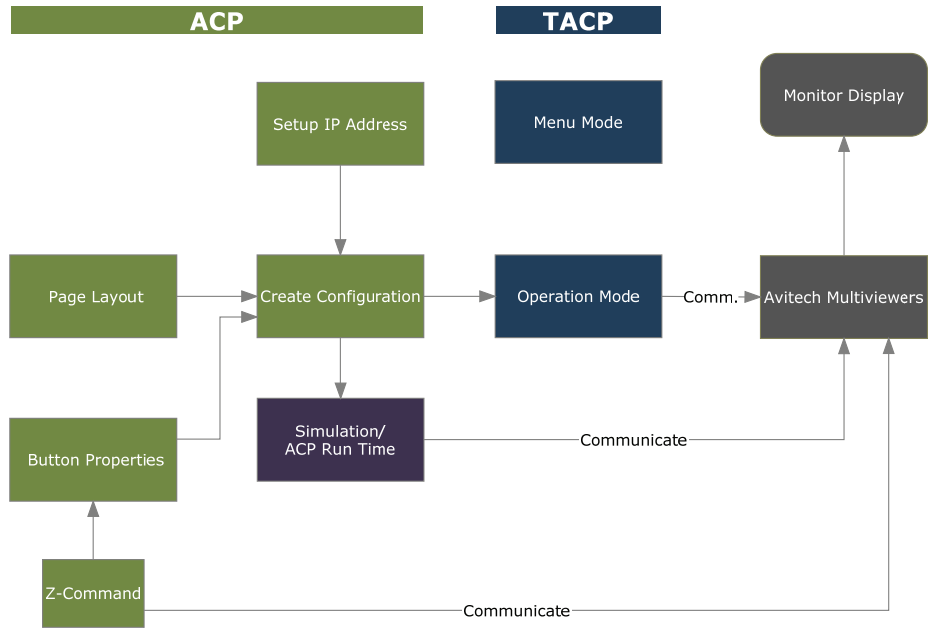 ACP
TACP
Setup IP Address
Menu Mode
Monitor Display
Page Layout
Create Configuration
Operation Mode
Comm.
Avitech Multiviewers
Button Properties
Simulation/
ACP Run Time
Communicate
Z-Command
Communicate